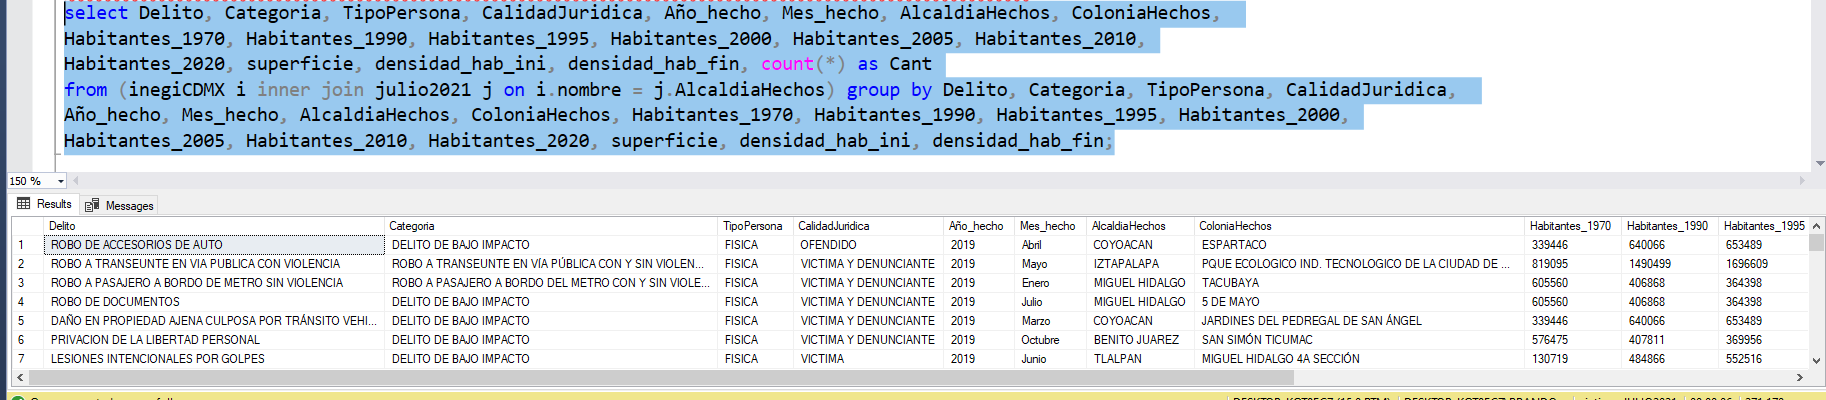 select Delito, Categoria, TipoPersona, CalidadJuridica, Año_hecho, Mes_hecho, AlcaldiaHechos, ColoniaHechos,
Habitantes_1970, Habitantes_1990, Habitantes_1995, Habitantes_2000, Habitantes_2005, Habitantes_2010,
Habitantes_2020, superficie, densidad_hab_ini, densidad_hab_fin, count(*) as Cant
from (inegiCDMX i inner join julio2021 j on i.nombre = j.AlcaldiaHechos) group by Delito, Categoria, TipoPersona, CalidadJuridica,
Año_hecho, Mes_hecho, AlcaldiaHechos, ColoniaHechos, Habitantes_1970, Habitantes_1990, Habitantes_1995, Habitantes_2000,
Habitantes_2005, Habitantes_2010, Habitantes_2020, superficie, densidad_hab_ini, densidad_hab_fin;
150 %
Results Messages
Delito Categoria TipoPersona CalidadJuridica Año_hecho Mes_hecho AlcaldiaHechos ColoniaHechos Habitantes_1970 Habitantes_1990 Habitantes_1995
1 ROBO DE ACCESORIOS DE AUTO DELITO DE BAJO IMPACTO FISICA OFENDIDO 2019 Abril COYOACAN ESPARTACO 339446 640066 653489
2 ROBO A TRANSEUNTE EN VIA PUBLICA CON VIOLENCIA ROBO A TRANSEUNTE EN VÍA PÚBLICA CON Y SIN VIOLEN... FISICA VICTIMA Y DENUNCIANTE 2019 Mayo IZTAPALAPA PQUE ECOLOGICO IND. TECNOLOGICO DE LA CIUDAD DE ... 819095 1490499 1696609
3 ROBO A PASAJERO A BORDO DE METRO SIN VIOLENCIA ROBO A PASAJERO A BORDO DEL METRO CON Y SIN VIOLE... FISICA VICTIMA Y DENUNCIANTE 2019 Enero MIGUEL HIDALGO TACUBAYA 605560 406868 364398
4 ROBO DE DOCUMENTOS DELITO DE BAJO IMPACTO FISICA VICTIMA Y DENUNCIANTE 2019 Julio MIGUEL HIDALGO 5 DE MAYO 605560 406868 364398
5 DAÑO EN PROPIEDAD AJENA CULPOSA POR TRÁNSITO VEHI... DELITO DE BAJO IMPACTO FISICA VICTIMA Y DENUNCIANTE 2019 Marzo COYOACAN JARDINES DEL PEDREGAL DE SAN ÁNGEL 339446 640066 653489
6 PRIVACION DE LA LIBERTAD PERSONAL DELITO DE BAJO IMPACTO FISICA VICTIMA Y DENUNCIANTE 2019 Octubre BENITO JUAREZ SAN SIMÓN TICUMAC 576475 407811 369956
7 LESIONES INTENCIONALES POR GOLPES DELITO DE BAJO IMPACTO FISICA VICTIMA 2019 Junio TLALPAN MIGUEL HIDALGO 4A SECCIÓN 130719 484866 552516